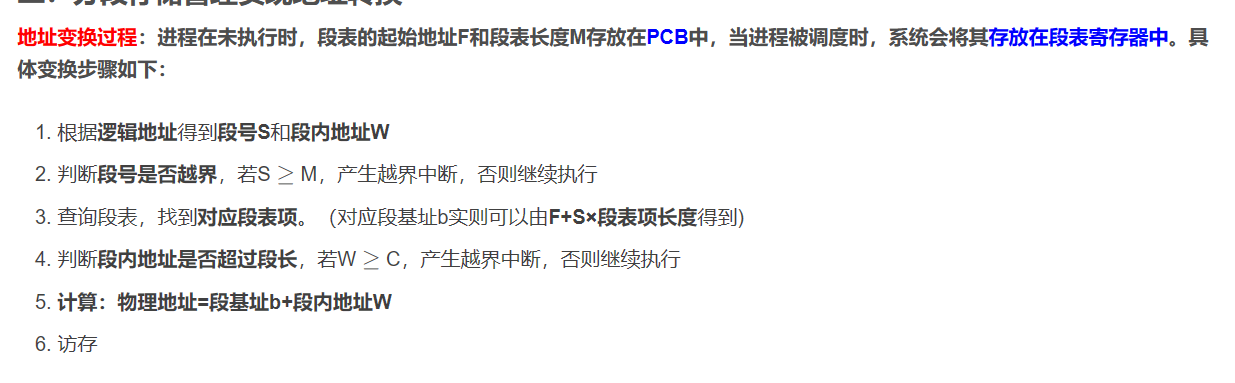 地址变换过程：进程在未执行时，段表的起始地址F和段表长度M存放在PCB中，当进程被调度时，系统会将其存放在段表寄存器中。具
体变换步骤如下：
1. 根据逻辑地址得到段号S和段内地址W
2. 判断段号是否越界，若S ≥ M，产生越界中断，否则继续执行
3. 查询段表，找到对应段表项。（对应段基址b实则可以由F+S×段表项长度得到)
4. 判断段内地址是否超过段长，若W ≥ C，产生越界中断，否则继续执行
5. 计算：物理地址=段基址b+段内地址W
6. 访存